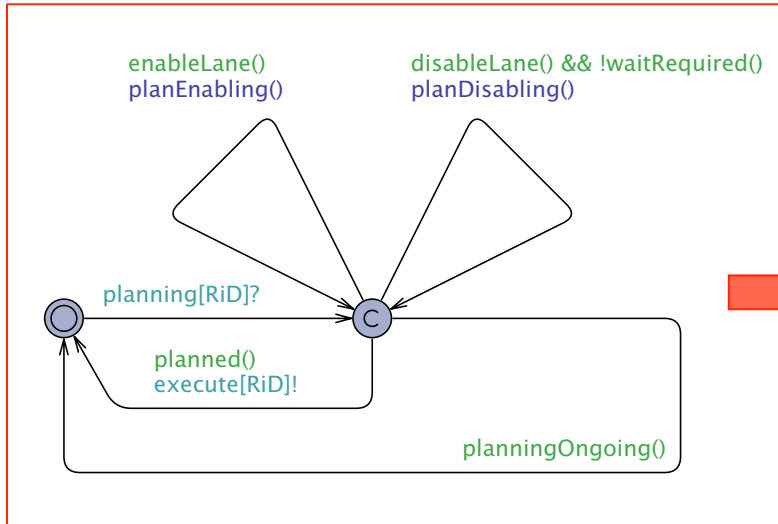 enableLane()
planEnabling()
disableLane() && !waitRequired()
planDisabling()
planning[RiD]?
C
planned()
execute[RiD]!
planningOngoing()